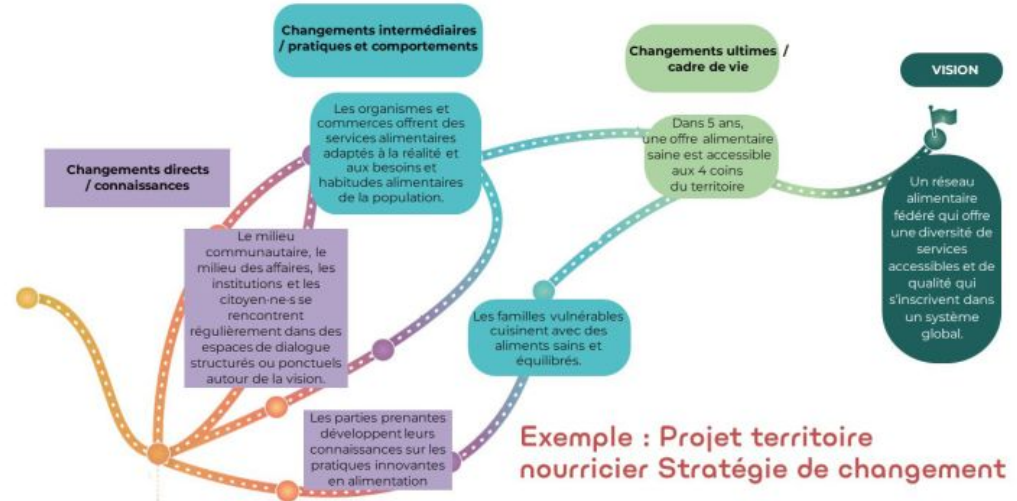 Changements intermédiaires
/ pratiques et comportements
Changements ultimes /
cadre de vie
VISION
Les organismes et
commerces offrent des
services alimentaires
adaptés à la réalité et
aux besoins et
habitudes alimentaires
de la population.
Dans 5 ans,
une offre alimentaire
saine est accessible
aux 4 coins
du territoire
Changements directs
/ connaissances
Un réseau
alimentaire
fédéré qui offre
une diversité de
services
accessibles et de
qualité qui
s'inscrivent dans
un système
global.
Le milieu
communautaire, le
milieu des affaires, les
institutions et les
citoyen·ne·s se
rencontrent
régulièrement dans des
espaces de dialogue
structurés ou ponctuels
autour de la vision.
Les familles vulnérables
cuisinent avec des
aliments sains et
équilibrés.
Les parties prenantes
développent leurs
connaissances sur les
pratiques innovantes
en alimentation
Exemple : Projet territoire
nourricier Stratégie de changement